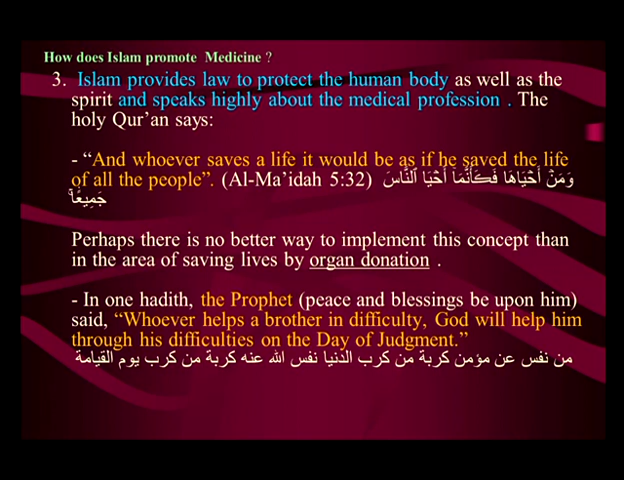 How does Islam promote Medicine ?
3. Islam provides law to protect the human body as well as the
spirit and speaks highly about the medical profession . The
holy Qur’an says:
- “And whoever saves a life it would be as if he saved the life
of all the people”. (Al-Ma’idah 5:32) وَمَنْ أَحْيَاهَا فَكَأَنَّمَا أَحْيَا النَّاسَ
جَمِيعًا
Perhaps there is no better way to implement this concept than
in the area of saving lives by organ donation .
- In one hadith, the Prophet (peace and blessings be upon him)
said, “Whoever helps a brother in difficulty, God will help him
through his difficulties on the Day of Judgment.”
من نفس عن مؤمن كربة من كرب الدنيا نفس الله عنه كربة من كرب يوم القيامة